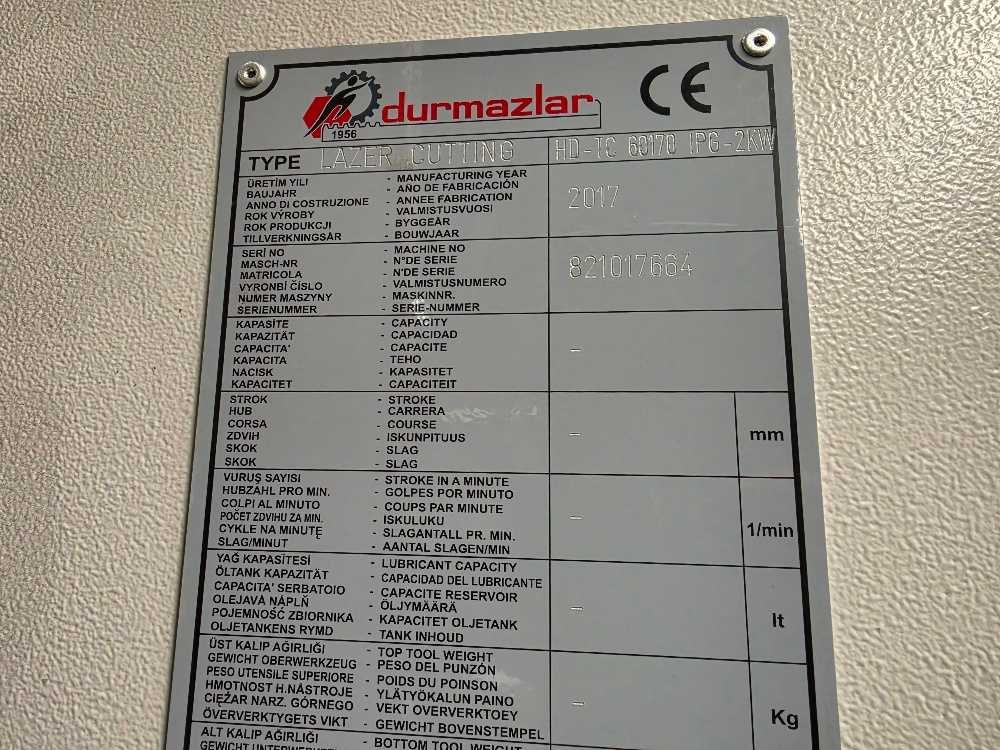 durmazlar
1956
CE
TYPE LAZER CUTTING HD-TC 60170 IPG-2KW
ÜRETİM YILI - MANUFACTURING YEAR
BAUJAHR - AÑO DE FABRICACIÓN
ANNO DI COSTRUZIONE - ANNEE FABRICATION
ROK VÝROBY - VALMISTUSVUOSI
ROK PRODUKCJI - BYGGEÅR
TILLVERKNINGSÅR - BOUWJAAR
2017
SERİ NO - MACHINE NO
MASCH-NR - N°DE SERIE
MATRICOLA - N'DE SERIE
VYRONBÍ ČÍSLO - VALMISTUSNUMERO
NUMER MASZYNY - MASKINNR.
SERIENUMMER - SERIE-NUMMER
821017664
KAPASİTE - CAPACITY
KAPAZITÄT - CAPACIDAD
CAPACITA' - CAPACITE
KAPACITA - TEHO
NACISK - KAPASITET
KAPACITET - CAPACITEIT
-
STROK - STROKE
HUB - CARRERA
CORSA - COURSE
ZDVIH - ISKUNPITUUS
SKOK - SLAG
SKOK - SLAG
- mm
VURUŞ SAYISI - STROKE IN A MINUTE
HUBZAHL PRO MIN. - GOLPES POR MINUTO
COLPI AL MINUTO - COUPS PAR MINUTE
POČET ZDVIHU ZA MIN. - ISKULUKU
CYKLE NA MINUTĘ - SLAGANTALL PR. MIN.
SLAG/MINUT - AANTAL SLAGEN/MIN
- 1/min
YAĞ KAPASİTESİ - LUBRICANT CAPACITY
ÖLTANK KAPAZITÄT - CAPACIDAD DEL LUBRICANTE
CAPACITA' SERBATOIO - CAPACITE RESERVOIR
OLEJAVÁ NÀPLŇ - ÖLJYMÄÄRÄ
POJEMNOŚĆ ZBIORNIKA - KAPACITET OLJETANK
OLJETANKENS RYMD - TANK INHOUD
- lt
ÜST KALIP AĞIRLIĞI - TOP TOOL WEIGHT
GEWICHT OBERWERKZEUG - PESO DEL PUNZÓN
PESO UTENSILE SUPERIORE - POIDS DU POINSON
HMOTNOST H.NÁSTROJE - YLÄTYÖKALUN PAINO
CIĘŻAR NARZ. GÓRNEGO - VEKT OVERVERKTOEY
ÖVERVERKTYGETS VIKT - GEWICHT BOVENSTEMPEL
- Kg
ALT KALIP AĞIRLIĞI - BOTTOM TOOL WEIGHT